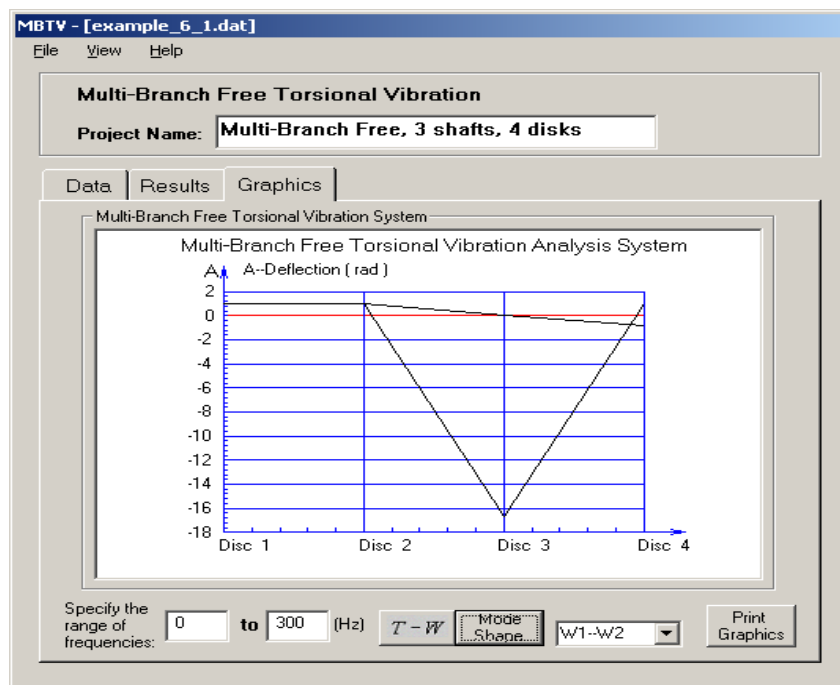 MBTV - [example_6_1.dat]
File View Help
Multi-Branch Free Torsional Vibration
Project Name: Multi-Branch Free, 3 shafts, 4 disks
Data Results Graphics
Multi-Branch Free Torsional Vibration System
Multi-Branch Free Torsional Vibration Analysis System
A A--Deflection ( rad )
2
0
-2
-4
-6
-8
-10
-12
-14
-16
-18
Disc 1 Disc 2 Disc 3 Disc 4
Specify the
range of
frequencies:
0 to 300 (Hz)
T - W
Mode
Shape
W1--W2
Print
Graphics